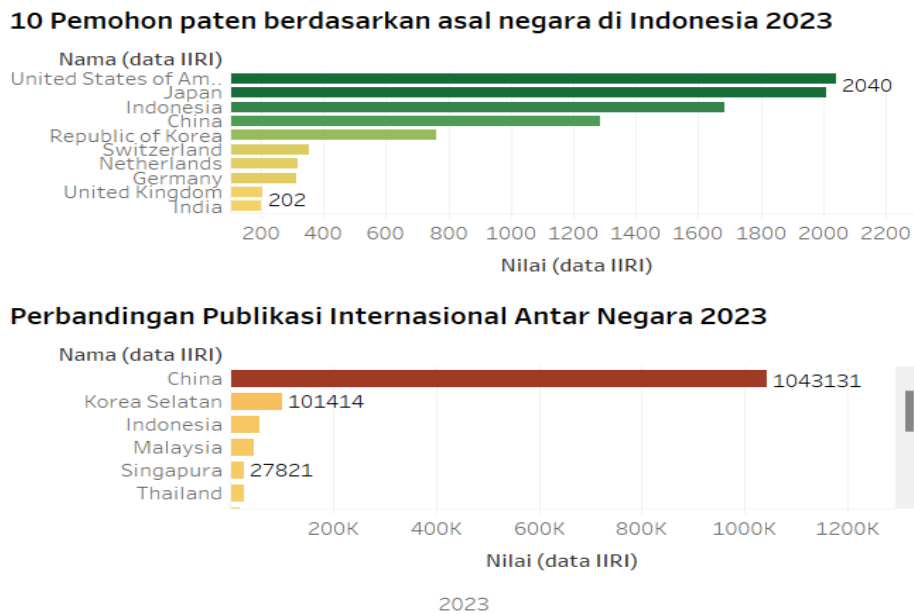 10 Pemohon paten berdasarkan asal negara di Indonesia 2023
Nama (data IIRI)
United States of Am..
2040
Japan
Indonesia
China
Republic of Korea
Switzerland
Netherlands
Germany
United Kingdom
202
India
200 400 600 800 1000 1200 1400 1600 1800 2000 2200
Nilai (data IIRI)
Perbandingan Publikasi Internasional Antar Negara 2023
Nama (data IIRI)
China 1043131
Korea Selatan 101414
Indonesia
Malaysia
Singapura 27821
Thailand
200K 400K 600K 800K 1000K 1200K
Nilai (data IIRI)
2023